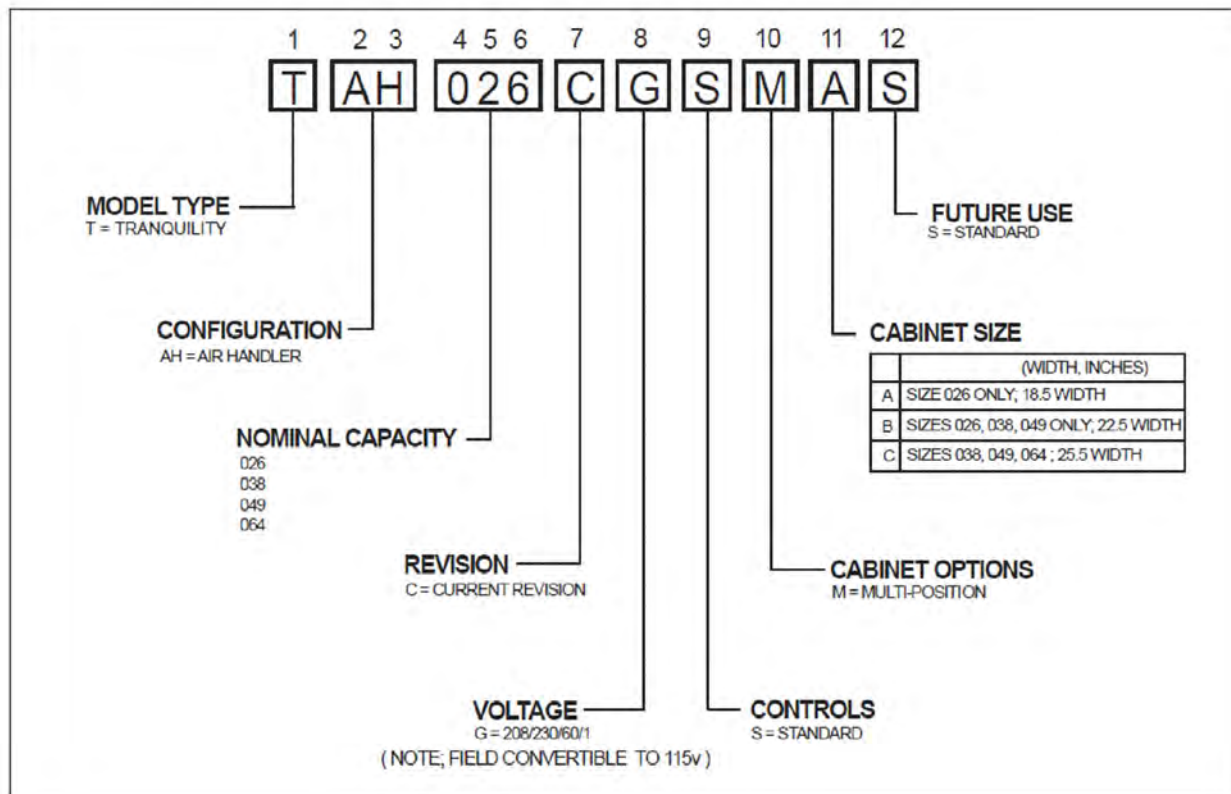 1 2 3 4 5 6 7 8 9 10 11 12
T AH 026 C G S M A S
MODEL TYPE
T = TRANQUILITY
FUTURE USE
S = STANDARD
CONFIGURATION
AH = AIR HANDLER
CABINET SIZE
(WIDTH, INCHES)
A SIZE 026 ONLY; 18.5 WIDTH
B SIZES 026, 038, 049 ONLY; 22.5 WIDTH
C SIZES 038, 049, 064 ; 25.5 WIDTH
NOMINAL CAPACITY
026
038
049
064
REVISION
C = CURRENT REVISION
CABINET OPTIONS
M = MULTI-POSITION
VOLTAGE
G = 208/230/60/1
( NOTE; FIELD CONVERTIBLE TO 115v )
CONTROLS
S = STANDARD